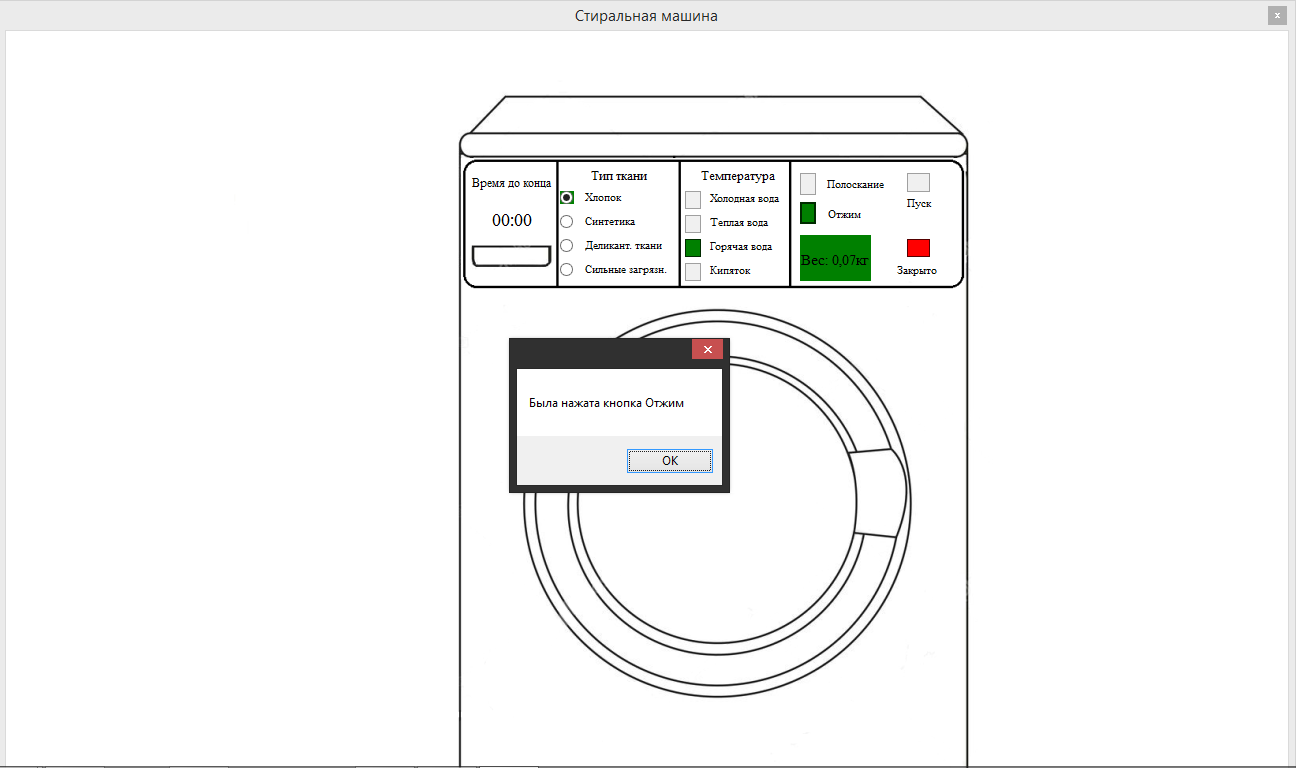 Стиральная машина
Время до конца
00:00
Тип ткани
Хлопок
Синтетика
Деликант. ткани
Сильные загрязн.
Температура
Холодная вода
Теплая вода
Горячая вода
Кипяток
Полоскание
Отжим
Вес: 0,07кг
Пуск
Закрыто
Была нажата кнопка Отжим
OK